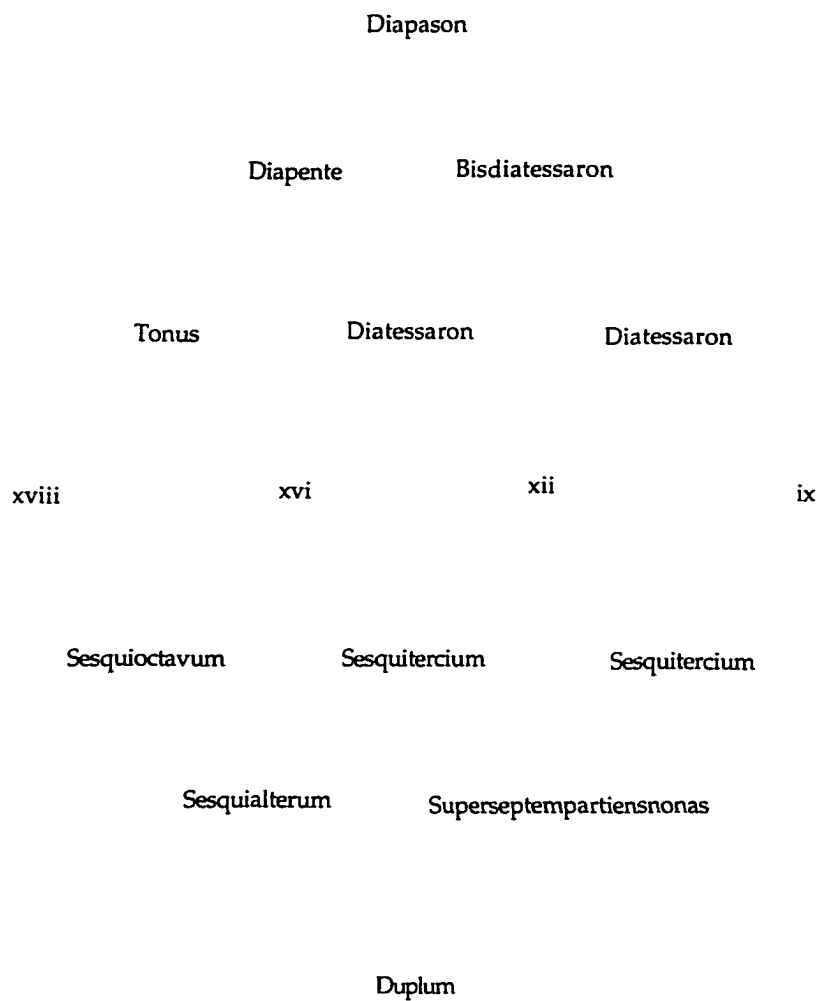 Diapason
Diapente Bisdiatessaron
Tonus Diatessaron Diatessaron
xviii xvi xii ix
Sesquioctavum Sesquitercium Sesquitercium
Sesquialterum Superseptempartiensnonas
Duplum